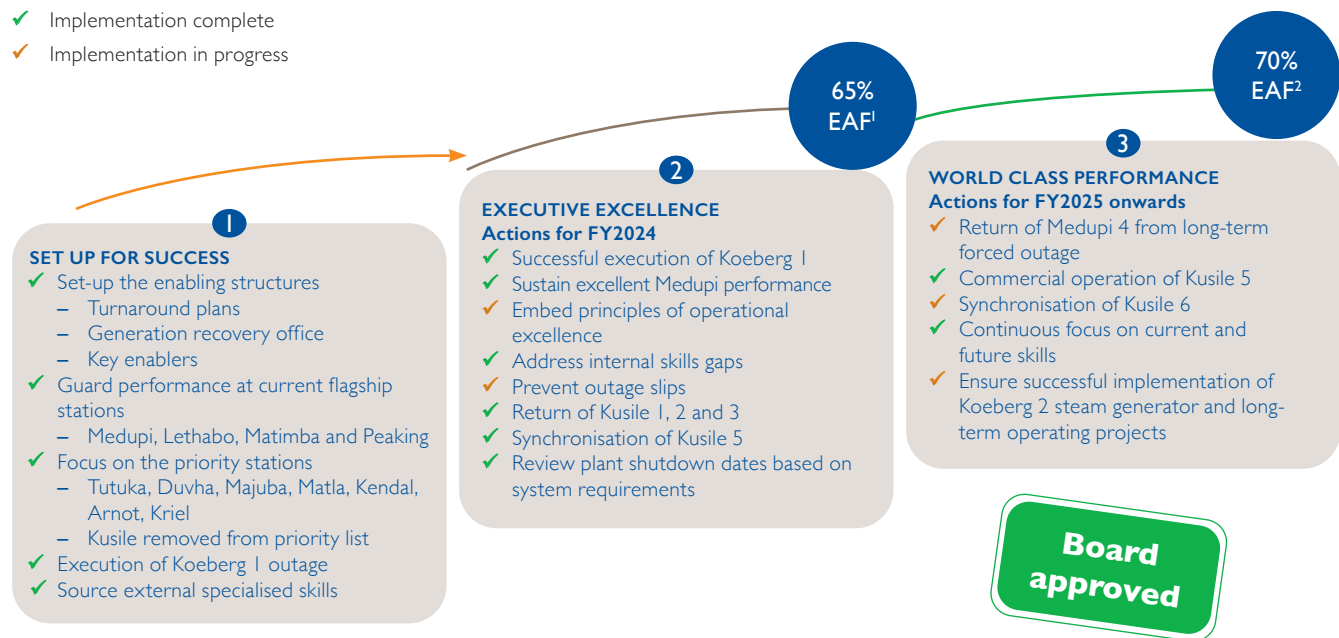 ✓ Implementation complete
✓ Implementation in progress
65%
EAF¹
70%
EAF²
1
SET UP FOR SUCCESS
✓ Set-up the enabling structures
– Turnaround plans
– Generation recovery office
– Key enablers
✓ Guard performance at current flagship
stations
– Medupi, Lethabo, Matimba and Peaking
✓ Focus on the priority stations
– Tutuka, Duvha, Majuba, Matla, Kendal,
Arnot, Kriel
– Kusile removed from priority list
✓ Execution of Koeberg 1 outage
✓ Source external specialised skills
2
EXECUTIVE EXCELLENCE
Actions for FY2024
✓ Successful execution of Koeberg 1
✓ Sustain excellent Medupi performance
✓ Embed principles of operational
excellence
✓ Address internal skills gaps
✓ Prevent outage slips
✓ Return of Kusile 1, 2 and 3
✓ Synchronisation of Kusile 5
✓ Review plant shutdown dates based on
system requirements
3
WORLD CLASS PERFORMANCE
Actions for FY2025 onwards
✓ Return of Medupi 4 from long-term
forced outage
✓ Commercial operation of Kusile 5
✓ Synchronisation of Kusile 6
✓ Continuous focus on current and
future skills
✓ Ensure successful implementation of
Koeberg 2 steam generator and long-
term operating projects
Board
approved